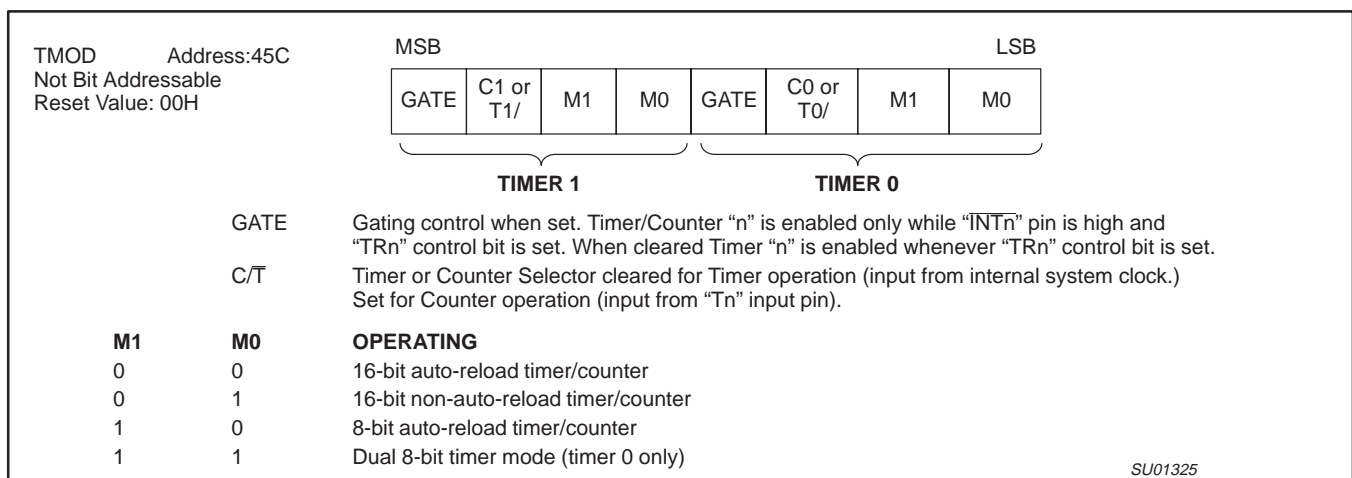 TMOD Address:45C
Not Bit Addressable
Reset Value: 00H
MSB LSB
GATE C1 or T1/ M1 M0 GATE C0 or T0/ M1 M0
TIMER 1 TIMER 0
GATE Gating control when set. Timer/Counter “n” is enabled only while “I̅N̅T̅n̅” pin is high and
“TRn” control bit is set. When cleared Timer “n” is enabled whenever “TRn” control bit is set.
C/T̅ Timer or Counter Selector cleared for Timer operation (input from internal system clock.)
Set for Counter operation (input from “Tn” input pin).
M1 M0 OPERATING
0 0 16-bit auto-reload timer/counter
0 1 16-bit non-auto-reload timer/counter
1 0 8-bit auto-reload timer/counter
1 1 Dual 8-bit timer mode (timer 0 only)
SU01325